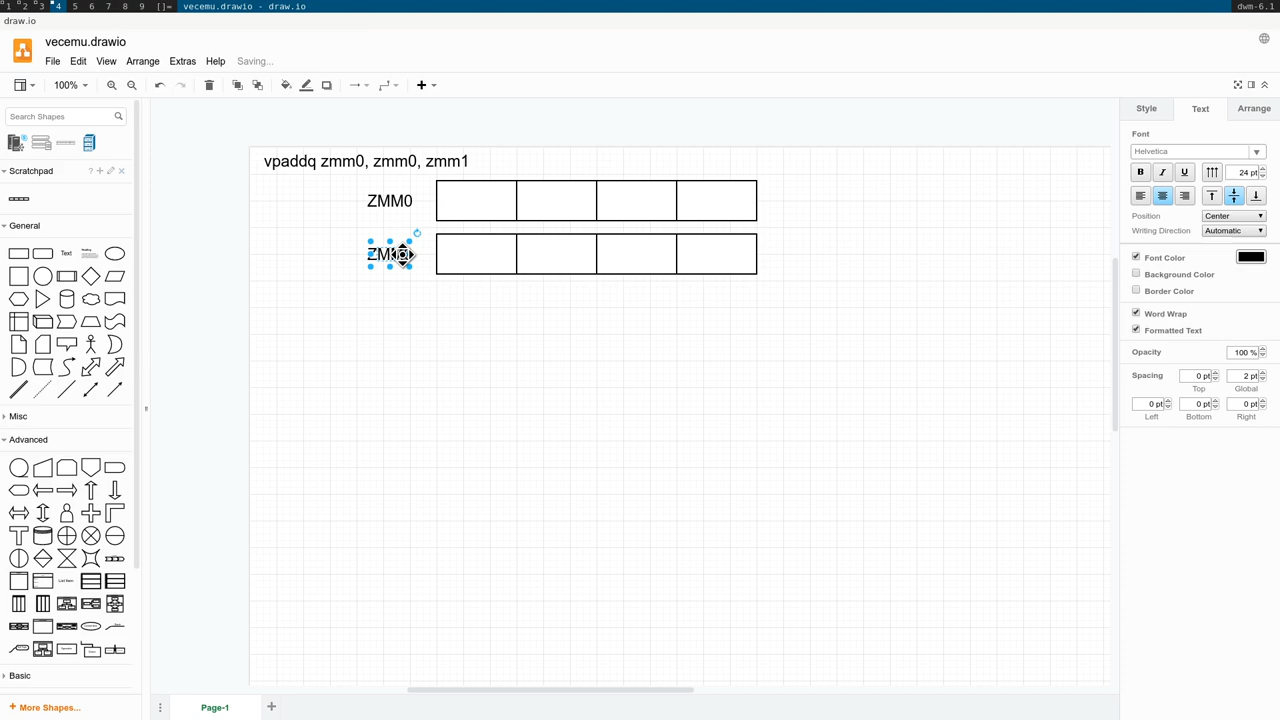 1 2 3 4 5 6 7 8 9 []= vecemu.drawio - draw.io dwm-6.1
draw.io
vecemu.drawio
File Edit View Arrange Extras Help Saving...
100%
Search Shapes
Scratchpad
?
General
Text
Heading
Misc
Advanced
List Item
Basic
+ More Shapes...
vpaddq zmm0, zmm0, zmm1
ZMM0
Page-1
Style Text Arrange
Font
Helvetica
B I U 24 pt
Position Center
Writing Direction Automatic
Font Color
Background Color
Border Color
Word Wrap
Formatted Text
Opacity 100 %
Spacing 0 pt 2 pt
Top Global
0 pt 0 pt 0 pt
Left Bottom Right